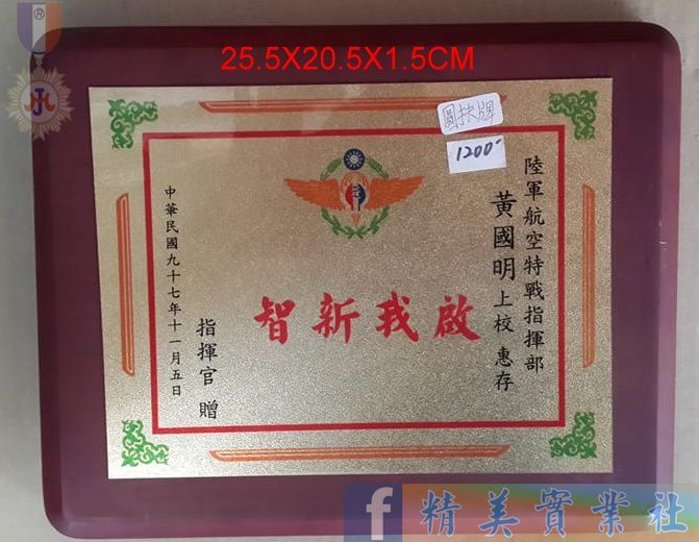 ®
JM
25.5X20.5X1.5CM
圓抉牌
1200
陸軍航空特戰指揮部
黃國明上校 惠存
啟我新智
指揮官 贈
中華民國九十七年十一月五日
f 精美實業社